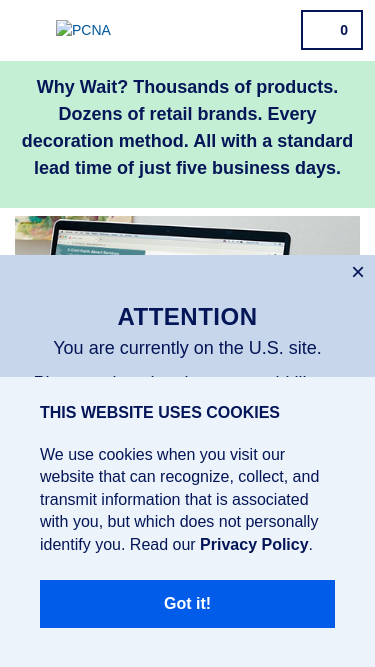 PCNA
0
Why Wait? Thousands of products.
Dozens of retail brands. Every
decoration method. All with a standard
lead time of just five business days.
×
ATTENTION
You are currently on the U.S. site.
THIS WEBSITE USES COOKIES
We use cookies when you visit our
website that can recognize, collect, and
transmit information that is associated
with you, but which does not personally
identify you. Read our Privacy Policy.
Got it!